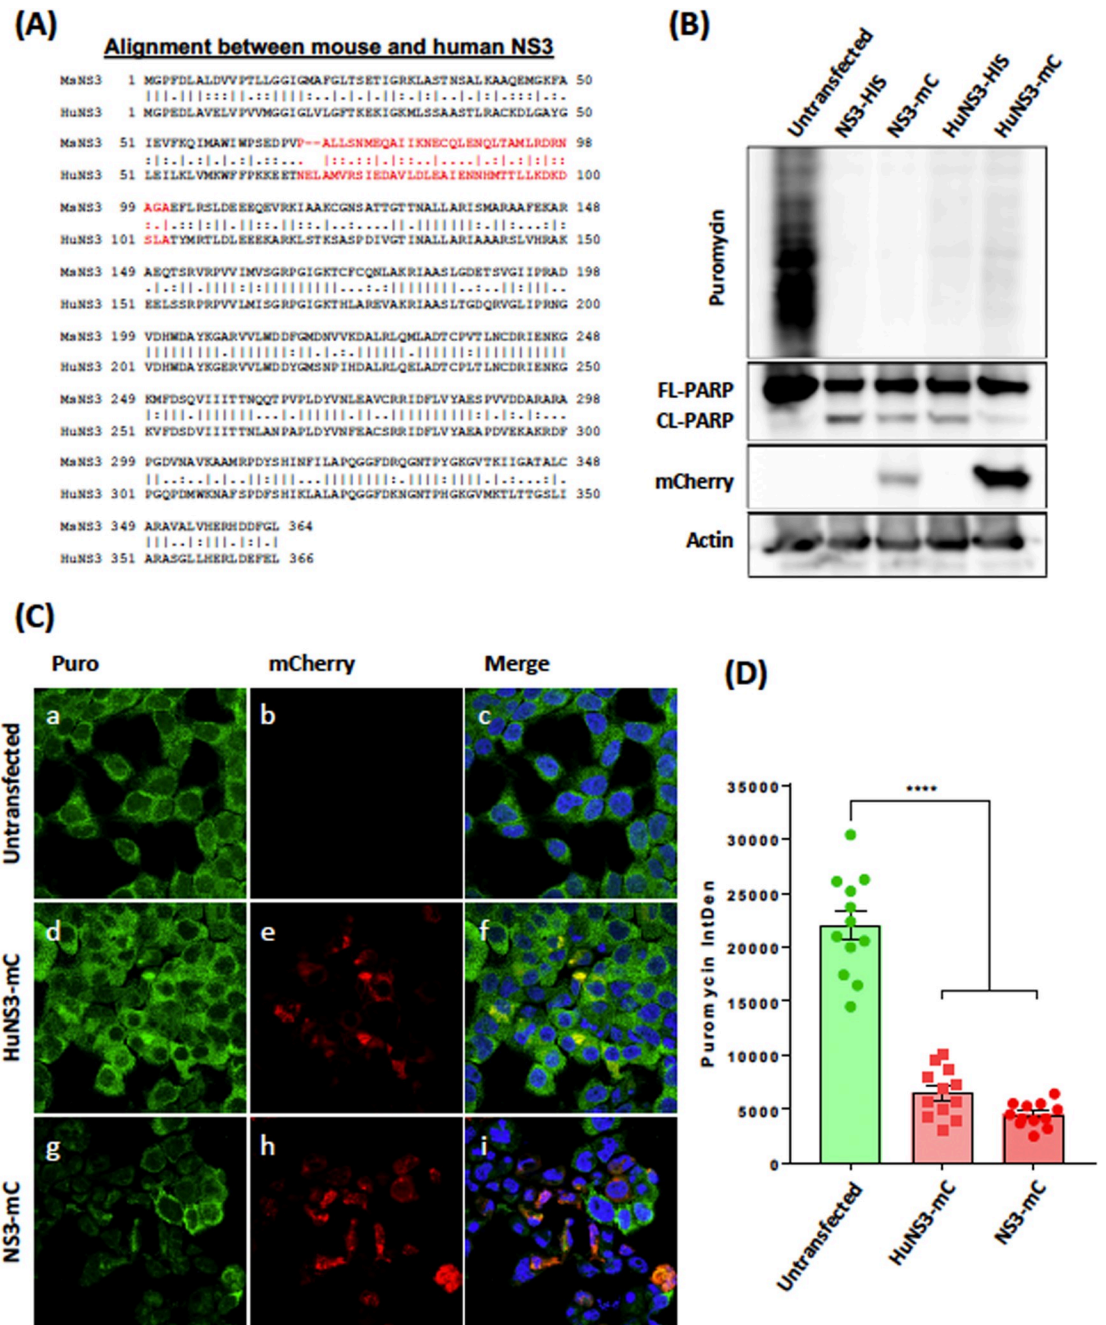 (A)
Alignment between mouse and human NS3
MsNS3 1 MGPFDLALDVVPTLLGGIGMAFGLTSETIGRKLASTNSALKAAQEMGKFA 50
HuNS3 1 MGPEDLAVELVPVVMGGIGLVLGFTKEKIGKMLSSAASTLRACKDLGAYG 50
MsNS3 51 IEVFKQIMAWIWPSEDPVP--ALLSNMEQAIIKNECQLENQLTAMLRDRN 98
HuNS3 51 LEILKLVMKWFFPKKEETNELAMVRSIEDAVLDLEAIENNHMTTLLKDKD 100
MsNS3 99 AGAEFLRSLDEEEQEVRKIAAKCGNSATTGTTNALLARISMARAAFEKAR 148
HuNS3 101 SLATYMRTLDLEEEKARKLSTKSASPDIVGTINALLARIAAARSLVHRAK 150
MsNS3 149 AEQTSRVRPVVIMVSGRPGIGKTCFCQNLAKRIAASLGDETSVGIIPRAD 198
HuNS3 151 EELSSRPRPVVLMISGRPGIGKTHLAREVAKRIAASLTGDQRVGLIPRNG 200
MsNS3 199 VDHWDAYKGARVVLWDDFGMDNVVKDALRLQMLADTCPVTLNCDRIENKG 248
HuNS3 201 VDHWDAYKGERVVLWDDYGMSNPIHDALRLQELADTCPLTLNCDRIENKG 250
MsNS3 249 KMFDSQVIIITTNQQTPVPLDYVNLEAVCRRIDFLVYAESPVVDDARARA 298
HuNS3 251 KVFDSDVIIITTNLANPAPLDYVNFEACSRRIDFLVYAEAPDVEKAKRDF 300
MsNS3 299 PGDVNAVKAAMRPDYSHINFILAPQGGFDRQGNTPYGKGVTKIIGATALC 348
HuNS3 301 PGQPDMWKNAFSPDFSHIKLALAPQGGFDKNGNTPHGKGVMKTLTTGSLI 350
MsNS3 349 ARAVALVHERHDDFGL 364
HuNS3 351 ARASGLLHERLDEFEL 366
(B)
Untransfected
NS3-HIS
NS3-mC
HuNS3-HIS
HuNS3-mC
Puromycin
FL-PARP
CL-PARP
mCherry
Actin
(C)
Puro mCherry Merge
Untransfected
a b c
HuNS3-mC
d e f
NS3-mC
g h i
(D)
Puromycin IntDen
35000
30000
25000
20000
15000
10000
5000
0
****
Untransfected
HuNS3-mC
NS3-mC